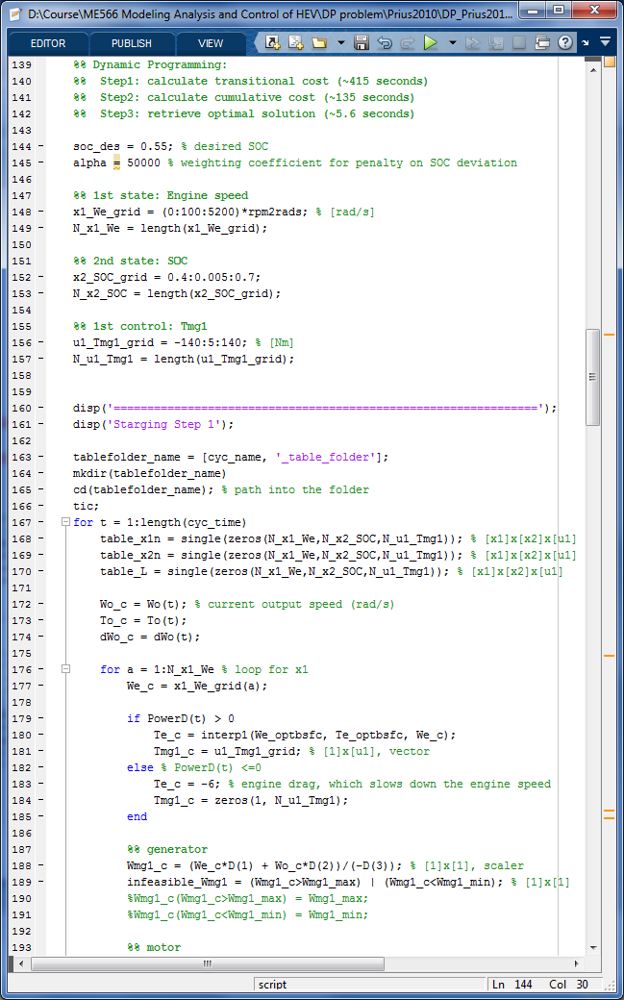 D:\Course\ME566 Modeling Analysis and Control of HEV\DP problem\Prius2010\DP_Prius201...
EDITOR PUBLISH VIEW
139 %% Dynamic Programming:
140 %%  Step1: calculate transitional cost (~415 seconds)
141 %%  Step2: calculate cumulative cost (~135 seconds)
142 %%  Step3: retrieve optimal solution (~5.6 seconds)
143
144 - soc_des = 0.55; % desired SOC
145 - alpha = 50000 % weighting coefficient for penalty on SOC deviation
146
147 %% 1st state: Engine speed
148 - x1_We_grid = (0:100:5200)*rpm2rads; % [rad/s]
149 - N_x1_We = length(x1_We_grid);
150
151 %% 2nd state: SOC
152 - x2_SOC_grid = 0.4:0.005:0.7;
153 - N_x2_SOC = length(x2_SOC_grid);
154
155 %% 1st control: Tmg1
156 - u1_Tmg1_grid = -140:5:140; % [Nm]
157 - N_u1_Tmg1 = length(u1_Tmg1_grid);
158
159
160 - disp('===============================================================');
161 - disp('Starging Step 1');
162
163 - tablefolder_name = [cyc_name, '_table_folder'];
164 - mkdir(tablefolder_name)
165 - cd(tablefolder_name); % path into the folder
166 - tic;
167 - for t = 1:length(cyc_time)
168 - table_x1n = single(zeros(N_x1_We,N_x2_SOC,N_u1_Tmg1)); % [x1]x[x2]x[u1]
169 - table_x2n = single(zeros(N_x1_We,N_x2_SOC,N_u1_Tmg1)); % [x1]x[x2]x[u1]
170 - table_L = single(zeros(N_x1_We,N_x2_SOC,N_u1_Tmg1)); % [x1]x[x2]x[u1]
171
172 - Wo_c = Wo(t); % current output speed (rad/s)
173 - To_c = To(t);
174 - dWo_c = dWo(t);
175
176 - for a = 1:N_x1_We % loop for x1
177 - We_c = x1_We_grid(a);
178
179 - if PowerD(t) > 0
180 - Te_c = interp1(We_optbsfc, Te_optbsfc, We_c);
181 - Tmg1_c = u1_Tmg1_grid; % [1]x[u1], vector
182 - else % PowerD(t) <=0
183 - Te_c = -6; % engine drag, which slows down the engine speed
184 - Tmg1_c = zeros(1, N_u1_Tmg1);
185 - end
186
187 %% generator
188 - Wmg1_c = (We_c*D(1) + Wo_c*D(2))/(-D(3)); % [1]x[1], scaler
189 - infeasible_Wmg1 = (Wmg1_c>Wmg1_max) | (Wmg1_c<Wmg1_min); % [1]x[1]
190 %Wmg1_c(Wmg1_c>Wmg1_max) = Wmg1_max;
191 %Wmg1_c(Wmg1_c<Wmg1_min) = Wmg1_min;
192
193 %% motor
script Ln 144 Col 30